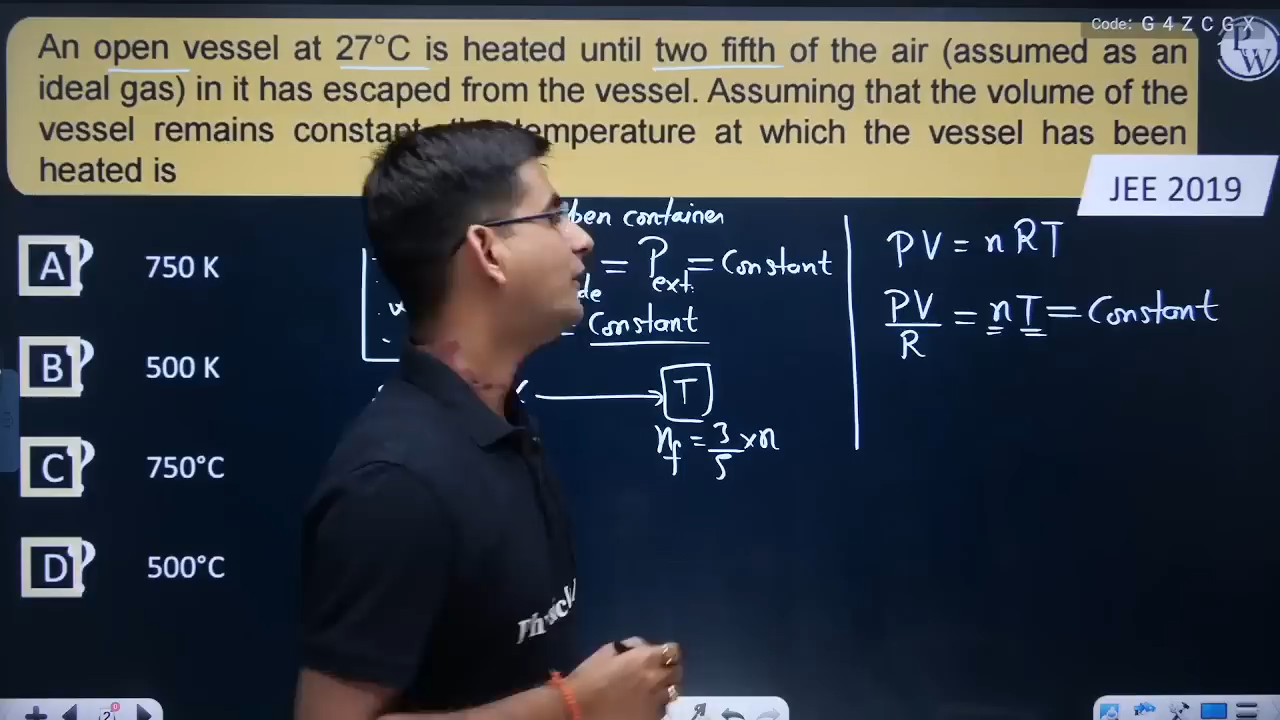 Code: G 4 Z C G X
PW
An open vessel at 27°C is heated until two fifth of the air (assumed as an
ideal gas) in it has escaped from the vessel. Assuming that the volume of the
vessel remains constant temperature at which the vessel has been
heated is
JEE 2019
A 750 K
B 500 K
C 750°C
D 500°C
container
= P ext. = Constant
Constant
T
n f = 3/5 × n
PV = nRT
PV/R = nT = Constant